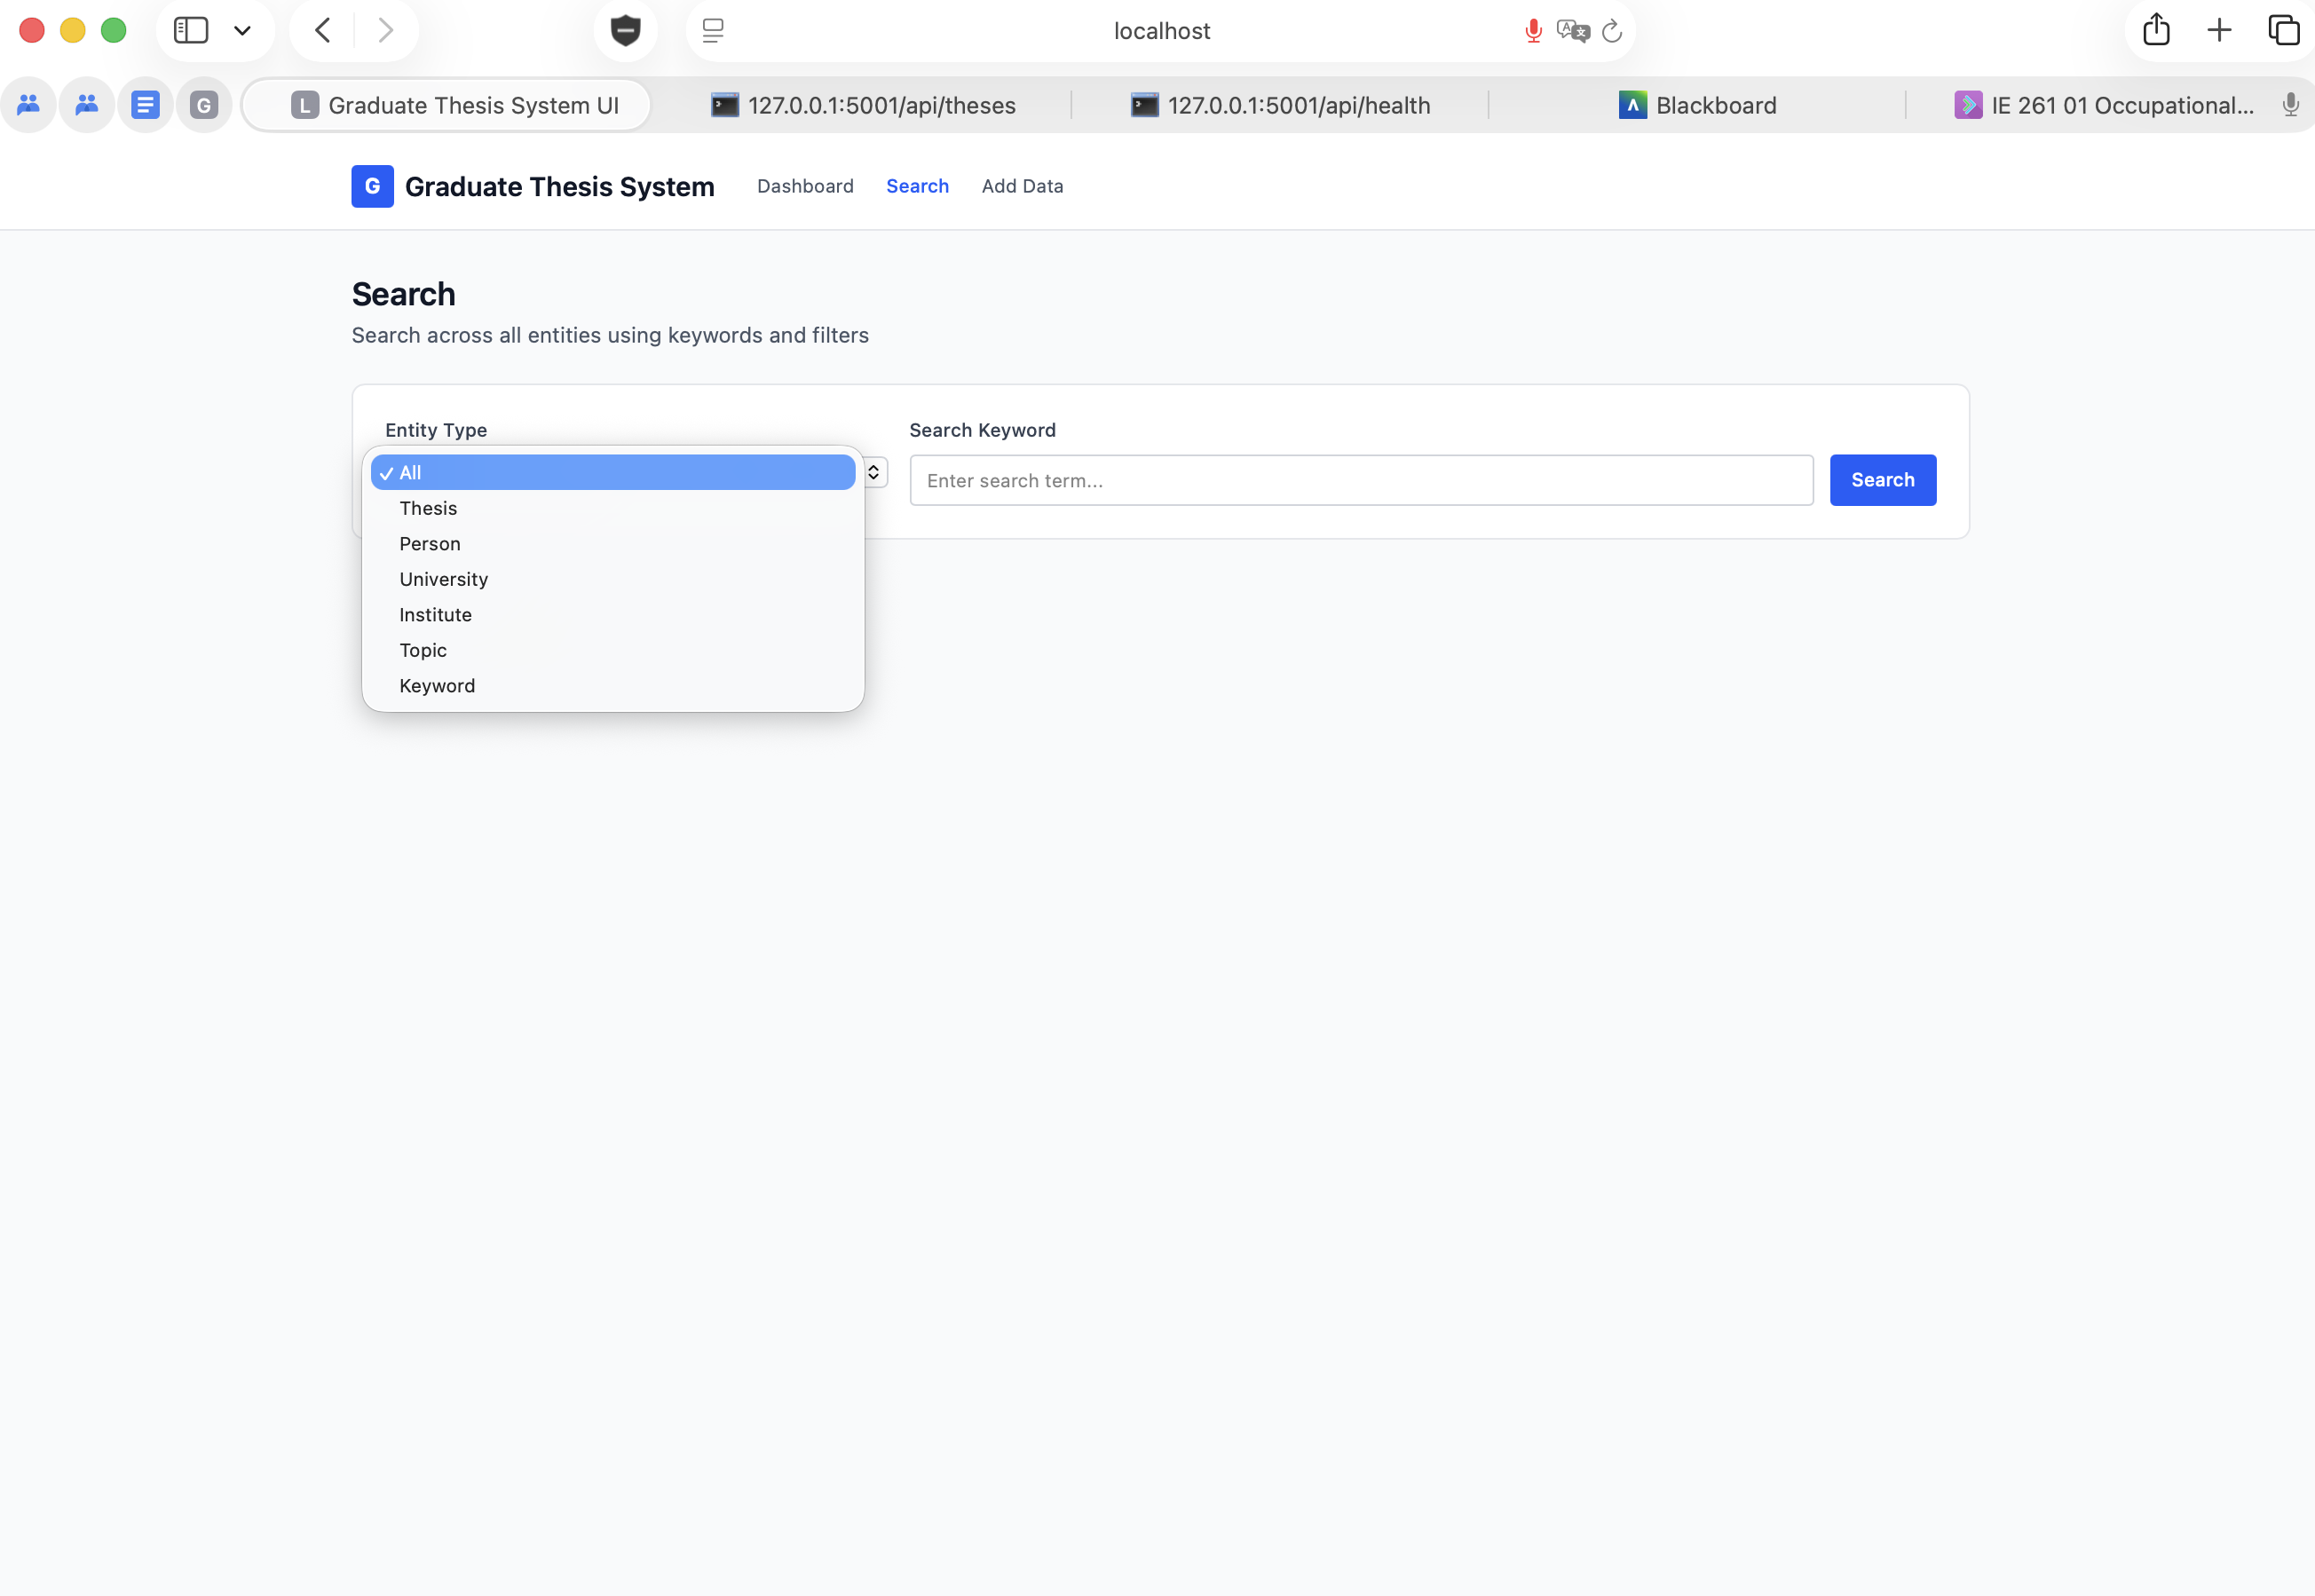 localhost
G
L Graduate Thesis System UI
127.0.0.1:5001/api/theses
127.0.0.1:5001/api/health
Blackboard
IE 261 01 Occupational...
G Graduate Thesis System
Dashboard
Search
Add Data
Search
Search across all entities using keywords and filters
Entity Type
Search Keyword
✓ All
Enter search term...
Search
Thesis
Person
University
Institute
Topic
Keyword